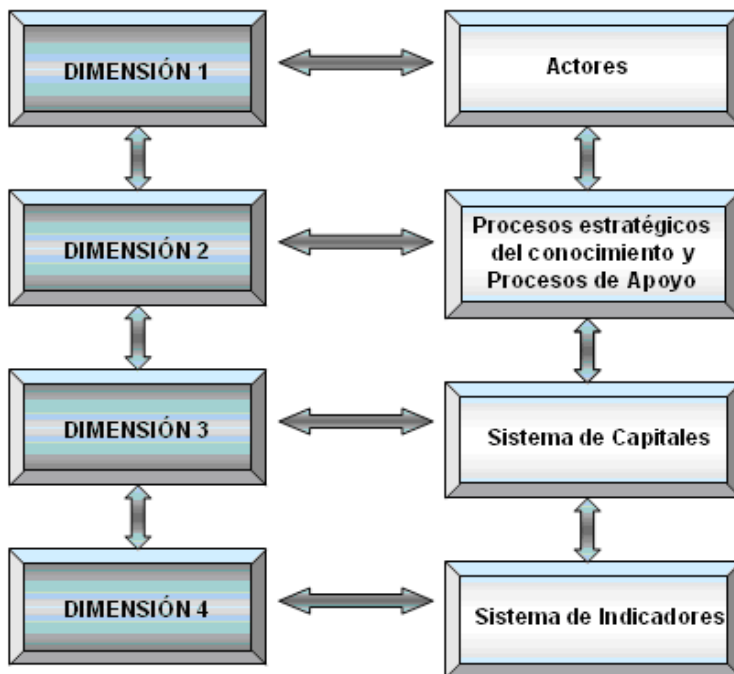 DIMENSIÓN 1
Actores
DIMENSIÓN 2
Procesos estratégicos
del conocimiento y
Procesos de Apoyo
DIMENSIÓN 3
Sistema de Capitales
DIMENSIÓN 4
Sistema de Indicadores